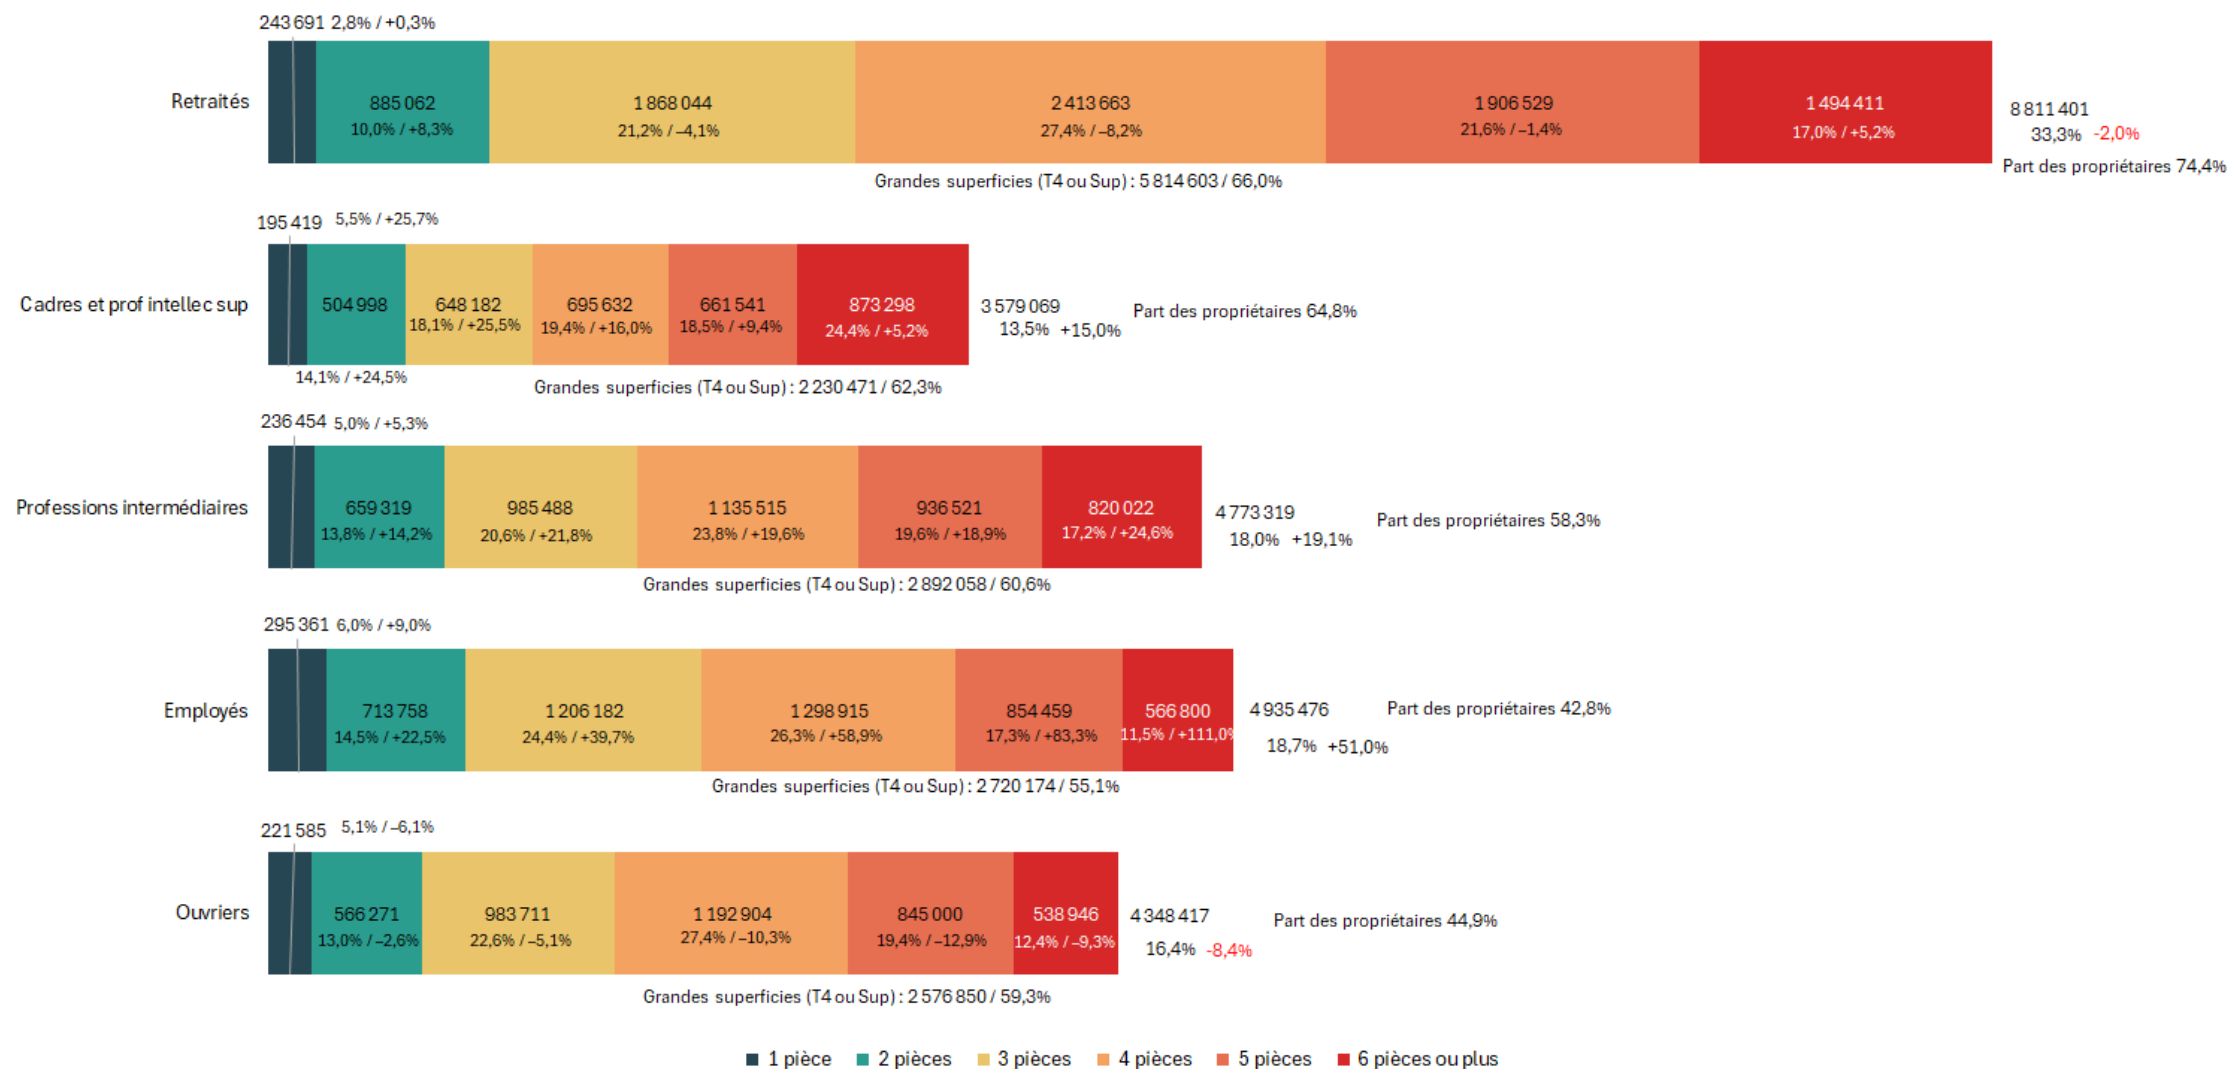 243 691 2,8% / +0,3%
Retraités
885 062
10,0% / +8,3%
1 868 044
21,2% / –4,1%
2 413 663
27,4% / –8,2%
1 906 529
21,6% / –1,4%
1 494 411
17,0% / +5,2%
8 811 401
33,3% -2,0%
Part des propriétaires 74,4%
Grandes superficies (T4 ou Sup) : 5 814 603 / 66,0%
195 419 5,5% / +25,7%
Cadres et prof intellec sup
504 998
14,1% / +24,5%
648 182
18,1% / +25,5%
695 632
19,4% / +16,0%
661 541
18,5% / +9,4%
873 298
24,4% / +5,2%
3 579 069
13,5% +15,0%
Part des propriétaires 64,8%
Grandes superficies (T4 ou Sup) : 2 230 471 / 62,3%
236 454 5,0% / +5,3%
Professions intermédiaires
659 319
13,8% / +14,2%
985 488
20,6% / +21,8%
1 135 515
23,8% / +19,6%
936 521
19,6% / +18,9%
820 022
17,2% / +24,6%
4 773 319
18,0% +19,1%
Part des propriétaires 58,3%
Grandes superficies (T4 ou Sup) : 2 892 058 / 60,6%
295 361 6,0% / +9,0%
Employés
713 758
14,5% / +22,5%
1 206 182
24,4% / +39,7%
1 298 915
26,3% / +58,9%
854 459
17,3% / +83,3%
566 800
11,5% / +111,0%
4 935 476
18,7% +51,0%
Part des propriétaires 42,8%
Grandes superficies (T4 ou Sup) : 2 720 174 / 55,1%
221 585 5,1% / –6,1%
Ouvriers
566 271
13,0% / –2,6%
983 711
22,6% / –5,1%
1 192 904
27,4% / –10,3%
845 000
19,4% / –12,9%
538 946
12,4% / –9,3%
4 348 417
16,4% -8,4%
Part des propriétaires 44,9%
Grandes superficies (T4 ou Sup) : 2 576 850 / 59,3%
1 pièce 2 pièces 3 pièces 4 pièces 5 pièces 6 pièces ou plus